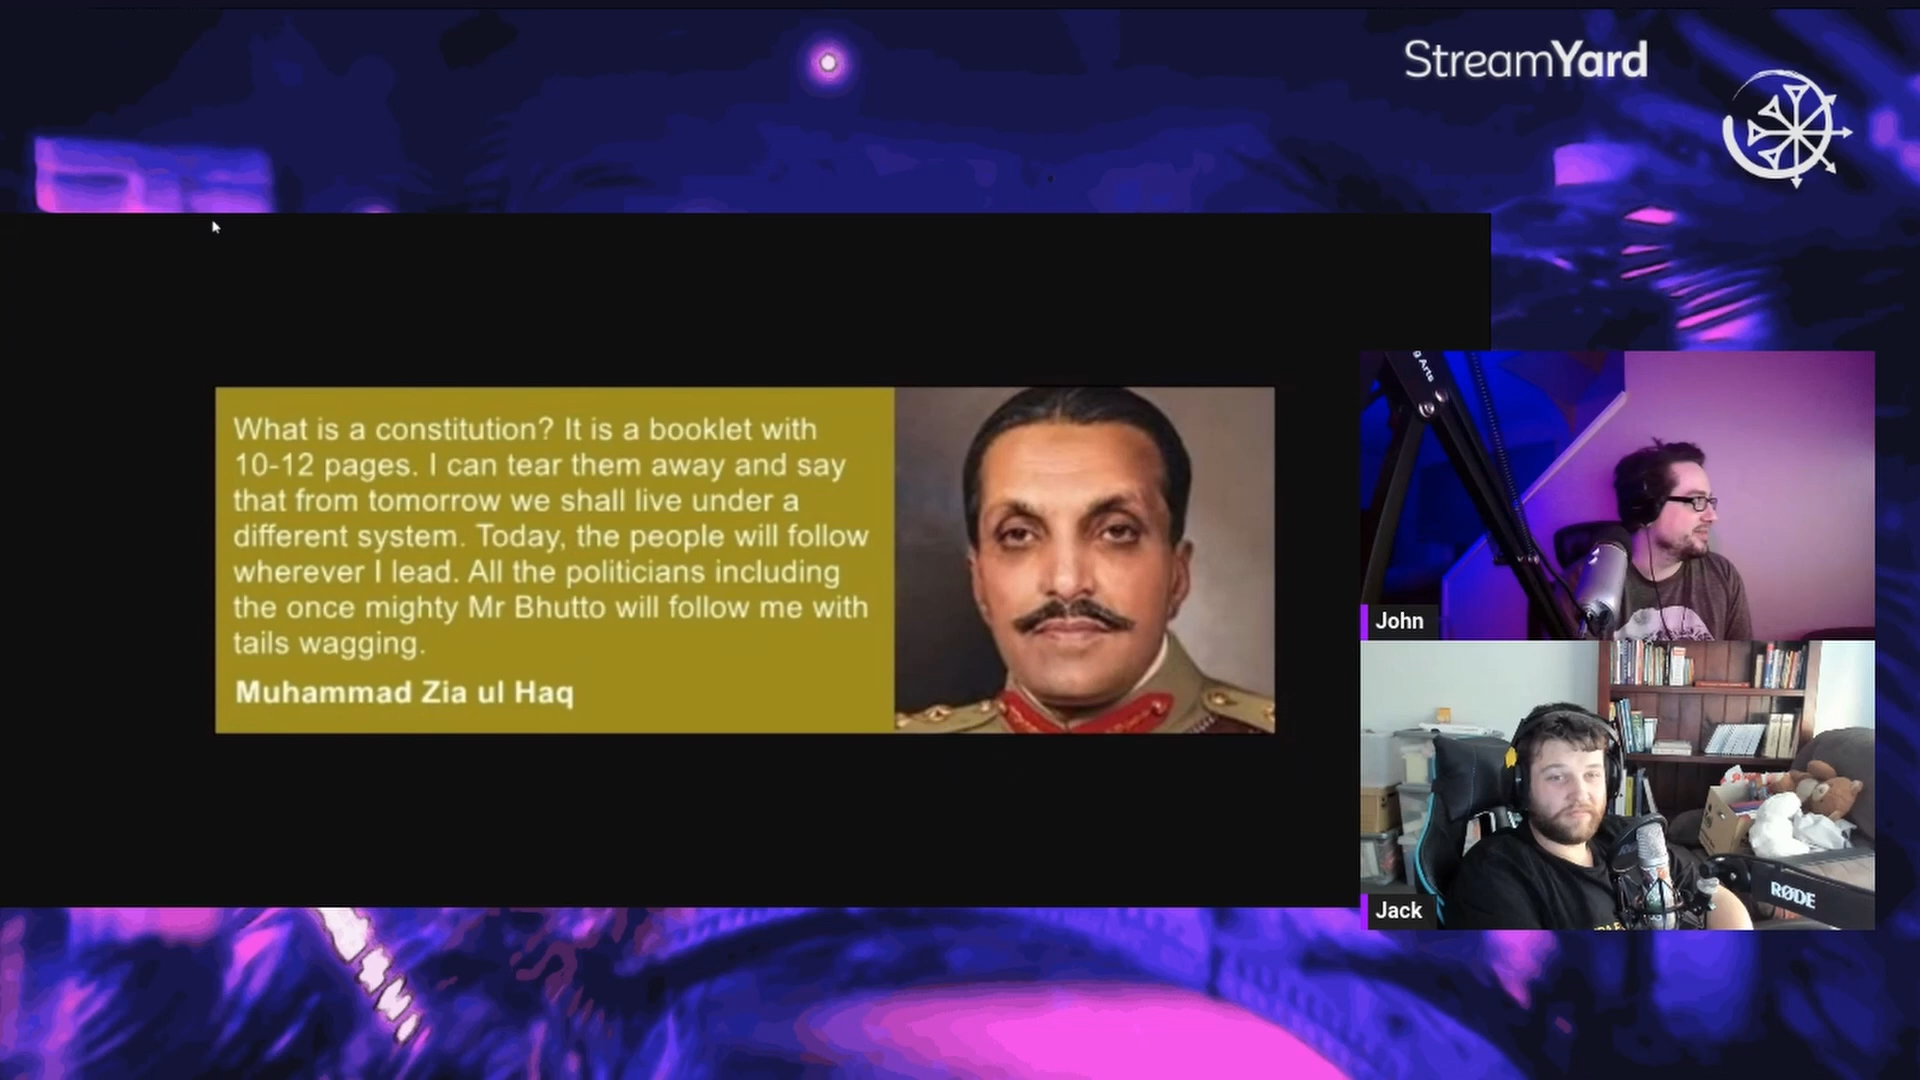 StreamYard
What is a constitution? It is a booklet with
10-12 pages. I can tear them away and say
that from tomorrow we shall live under a
different system. Today, the people will follow
wherever I lead. All the politicians including
the once mighty Mr Bhutto will follow me with
tails wagging.
Muhammad Zia ul Haq
John
Jack
RØDE